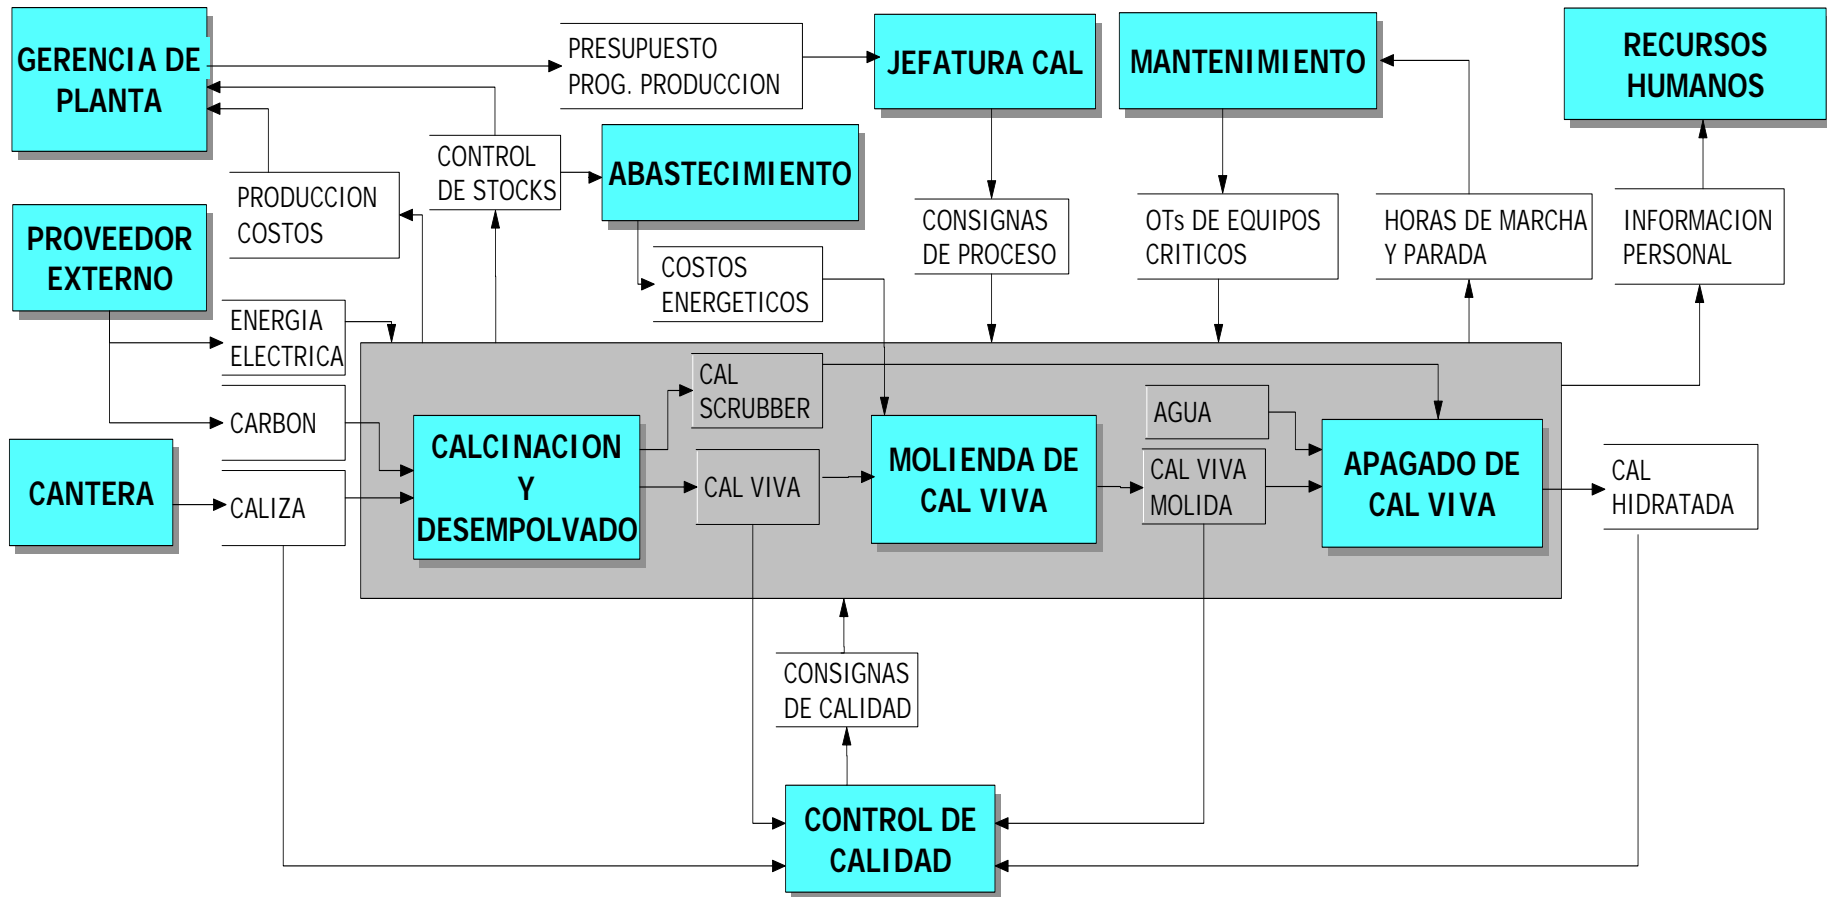 GERENCIA DE
PLANTA
PRESUPUESTO
PROG. PRODUCCION
JEFATURA CAL
MANTENIMIENTO
RECURSOS
HUMANOS
CONTROL
DE STOCKS
ABASTECIMIENTO
PRODUCCION
COSTOS
PROVEEDOR
EXTERNO
CONSIGNAS
DE PROCESO
OTs DE EQUIPOS
CRITICOS
HORAS DE MARCHA
Y PARADA
INFORMACION
PERSONAL
COSTOS
ENERGETICOS
ENERGIA
ELECTRICA
CARBON
CANTERA
CALIZA
CALCINACION
Y
DESEMPOLVADO
CAL
SCRUBBER
CAL VIVA
MOLIENDA DE
CAL VIVA
AGUA
CAL VIVA
MOLIDA
APAGADO DE
CAL VIVA
CAL
HIDRATADA
CONSIGNAS
DE CALIDAD
CONTROL DE
CALIDAD